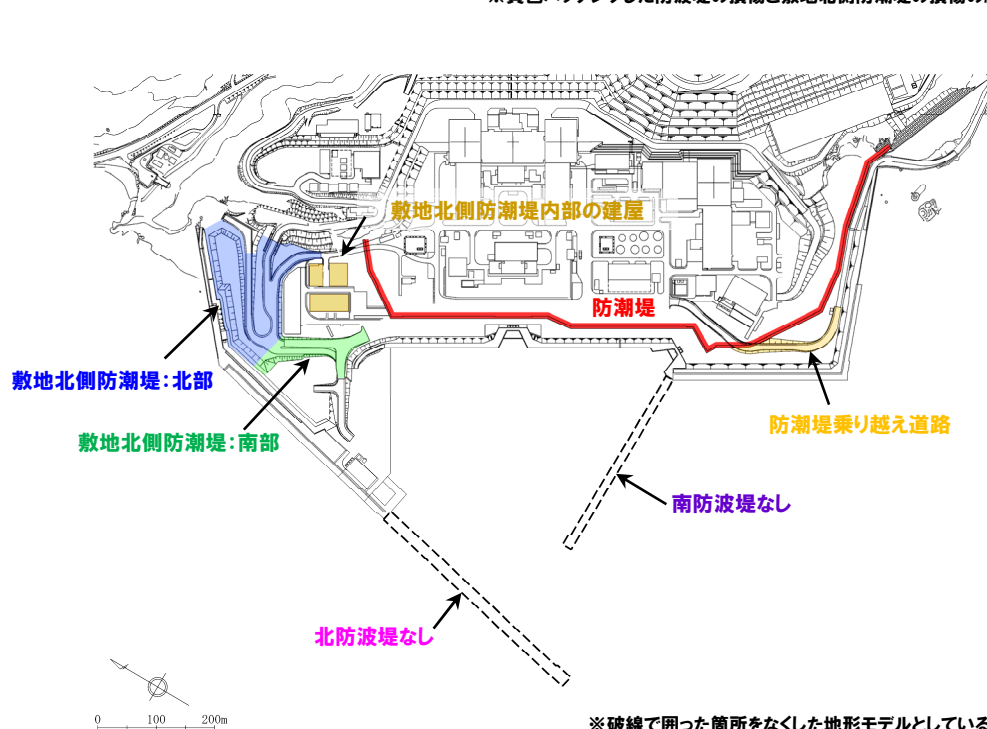 敷地北側防潮堤内部の建屋
防潮堤
敷地北側防潮堤:北部
敷地北側防潮堤:南部
防潮堤乗り越え道路
南防波堤なし
北防波堤なし
0 100 200m
※破線で囲った箇所をなくした地形モデルとしている